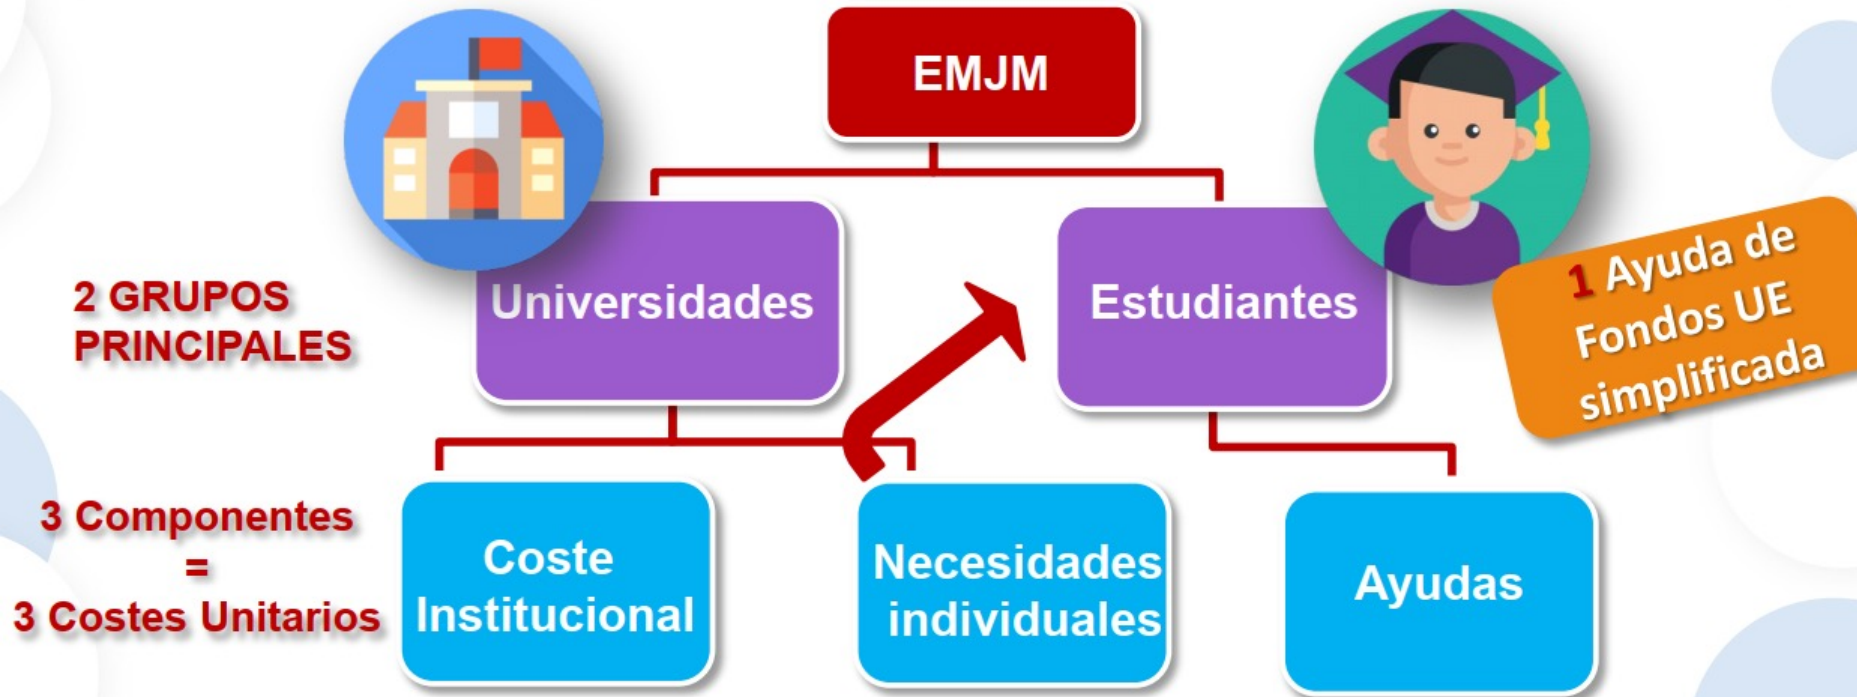 EMJM
2 GRUPOS
PRINCIPALES
Universidades
Estudiantes
1 Ayuda de
Fondos UE
simplificada
3 Componentes
=
3 Costes Unitarios
Coste
Institucional
Necesidades
individuales
Ayudas